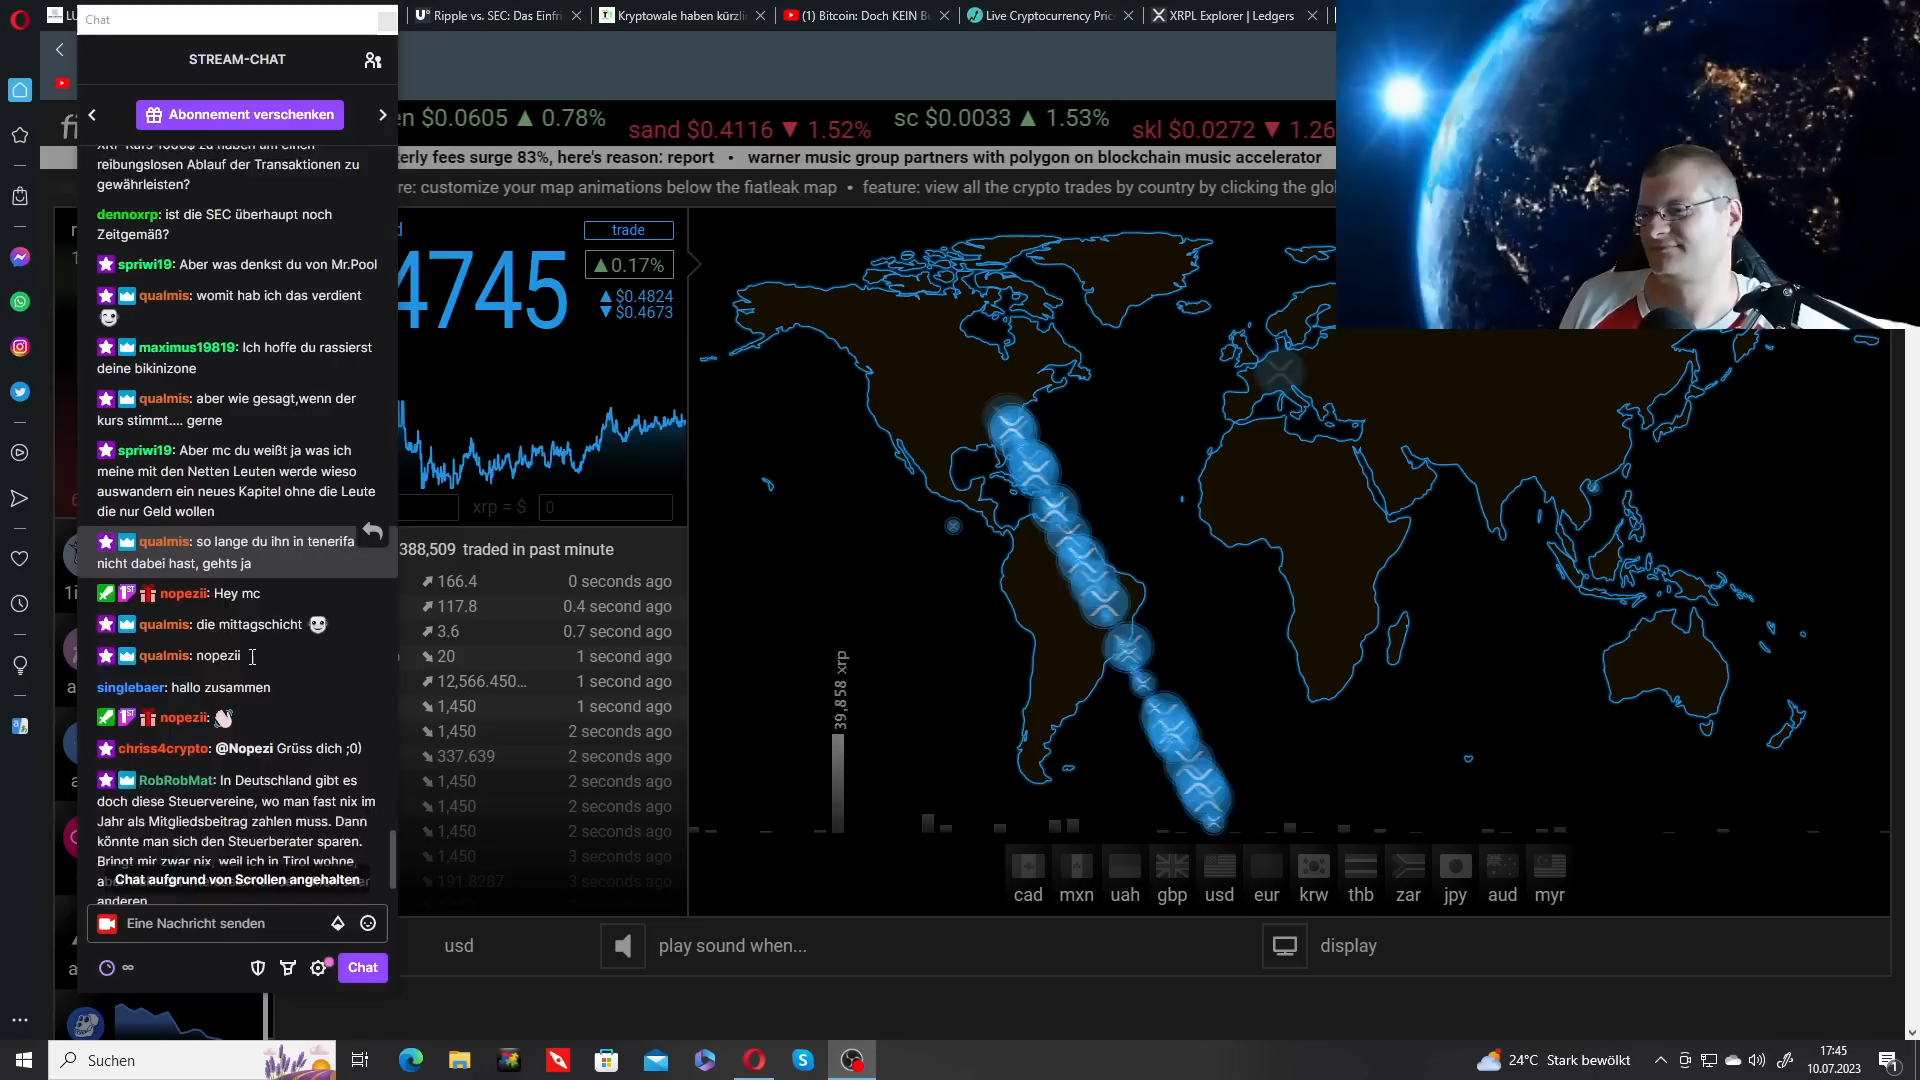 Chat
Ripple vs. SEC: Das Einfri
Kryptowale haben kürzli
(1) Bitcoin: Doch KEIN B
Live Cryptocurrency Pric
XRPL Explorer | Ledgers
STREAM-CHAT
Abonnement verschenken
en $0.0605 ▲ 0.78%
sand $0.4116 ▼ 1.52%
sc $0.0033 ▲ 1.53%
skl $0.0272 ▼ 1.26
terly fees surge 83%, here's reason: report • warner music group partners with polygon on blockchain music accelerator
re: customize your map animations below the fiatleak map • feature: view all the crypto trades by country by clicking the glo
reibungslosen Ablauf der Transaktionen zu
gewährleisten?
dennoxrp: ist die SEC überhaupt noch
Zeitgemäß?
spriwi19: Aber was denkst du von Mr.Pool
qualmis: womit hab ich das verdient
maximus19819: Ich hoffe du rassierst
deine bikinizone
qualmis: aber wie gesagt,wenn der
kurs stimmt.... gerne
spriwi19: Aber mc du weißt ja was ich
meine mit den Netten Leuten werde wieso
auswandern ein neues Kapitel ohne die Leute
die nur Geld wollen
qualmis: so lange du ihn in tenerifa
nicht dabei hast, gehts ja
nopezii: Hey mc
qualmis: die mittagschicht
qualmis: nopezii
singlebaer: hallo zusammen
nopezii:
chriss4crypto: @Nopezi Grüss dich ;0)
RobRobMat: In Deutschland gibt es
doch diese Steuervereine, wo man fast nix im
Jahr als Mitgliedsbeitrag zahlen muss. Dann
könnte man sich den Steuerberater sparen.
Bringt mir zwar nix, weil ich in Tirol wohne,
Chat aufgrund von Scrollen angehalten
anderen
Eine Nachricht senden
Chat
4745
trade
▲0.17%
▲$0.4824
▼$0.4673
xrp = $ 0
388,509 traded in past minute
166.4 0 seconds ago
117.8 0.4 second ago
3.6 0.7 second ago
20 1 second ago
12,566.450... 1 second ago
1,450 1 second ago
1,450 2 seconds ago
337.639 2 seconds ago
1,450 2 seconds ago
1,450 2 seconds ago
1,450 2 seconds ago
1,450 3 seconds ago
191.8287 3 seconds ago
39,858 xrp
cad mxn uah gbp usd eur krw thb zar jpy aud myr
usd
play sound when...
display
Suchen
24°C Stark bewölkt
17:45
10.07.2023
1